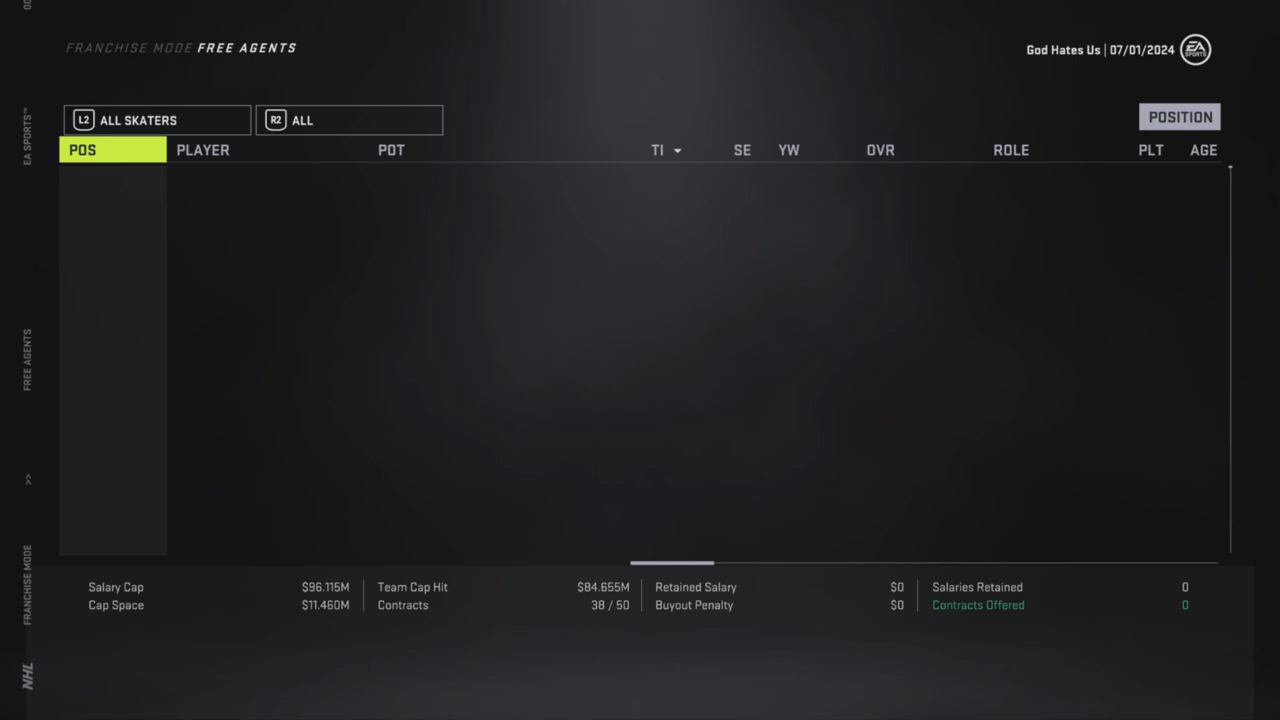 FRANCHISE MODE FREE AGENTS
God Hates Us | 07/01/2024
EA SPORTS
L2 ALL SKATERS
R2 ALL
POSITION
POS PLAYER POT TI SE YW OVR ROLE PLT AGE
Salary Cap $96.115M Team Cap Hit $84.655M Retained Salary $0 Salaries Retained 0
Cap Space $11.460M Contracts 38 / 50 Buyout Penalty $0 Contracts Offered 0
EA SPORTS™
FREE AGENTS
>>
FRANCHISE MODE
NHL